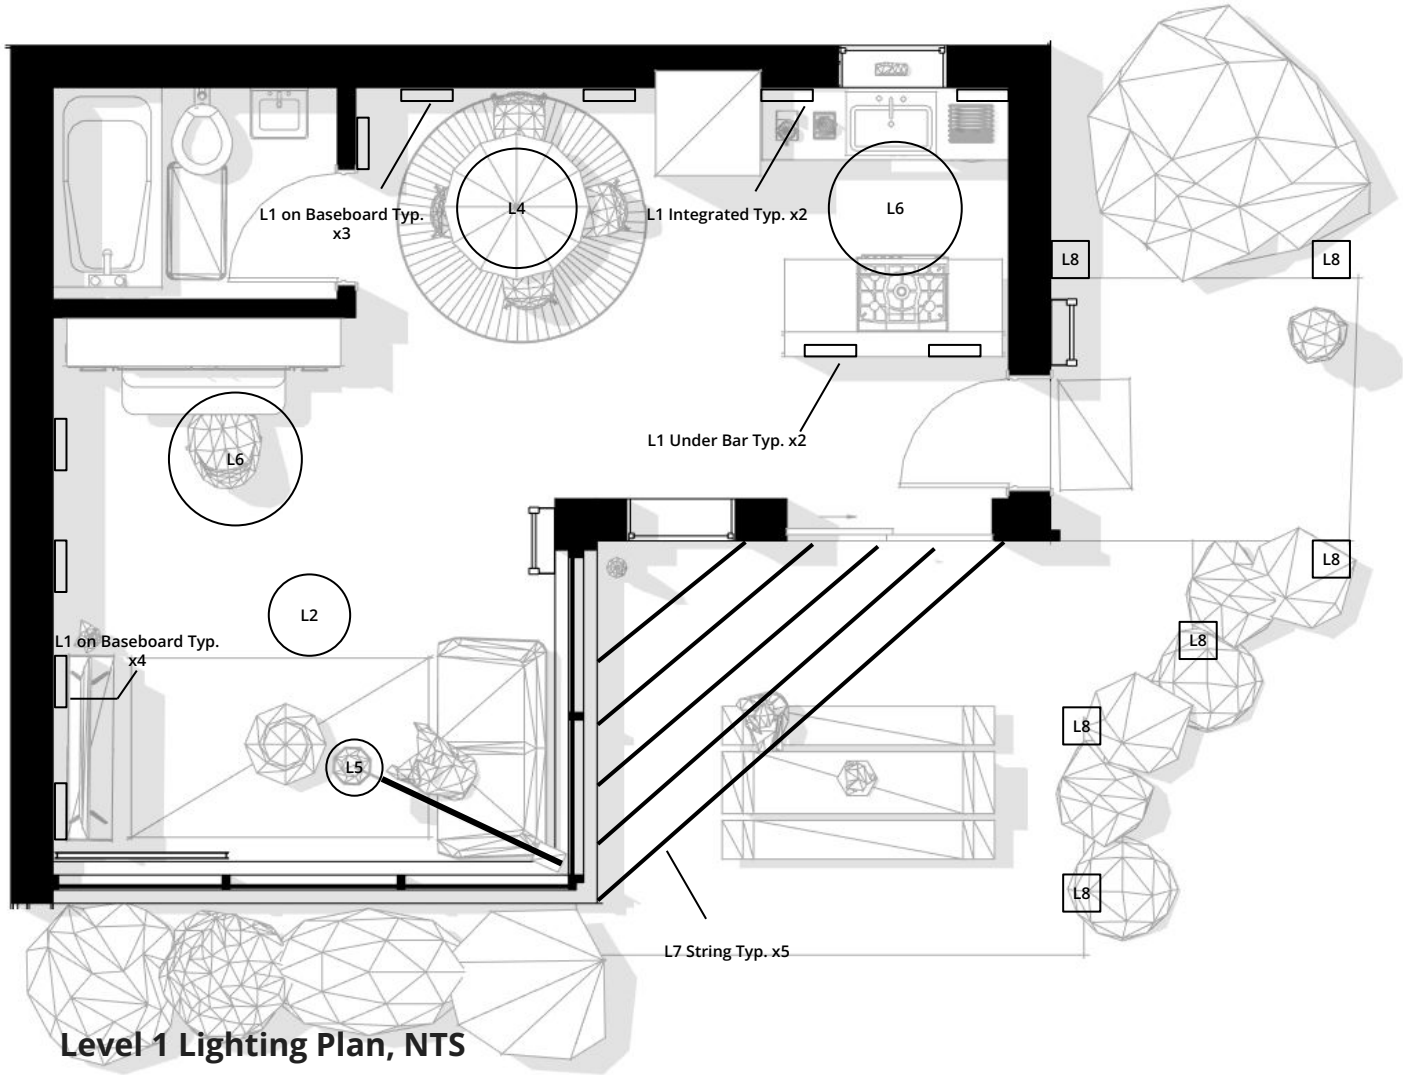 L4
L1 on Baseboard Typ.
x3
L1 Integrated Typ. x2
L6
L8
L8
L1 Under Bar Typ. x2
L6
L8
L2
L1 on Baseboard Typ.
x4
L8
L8
L5
L8
L7 String Typ. x5
Level 1 Lighting Plan, NTS